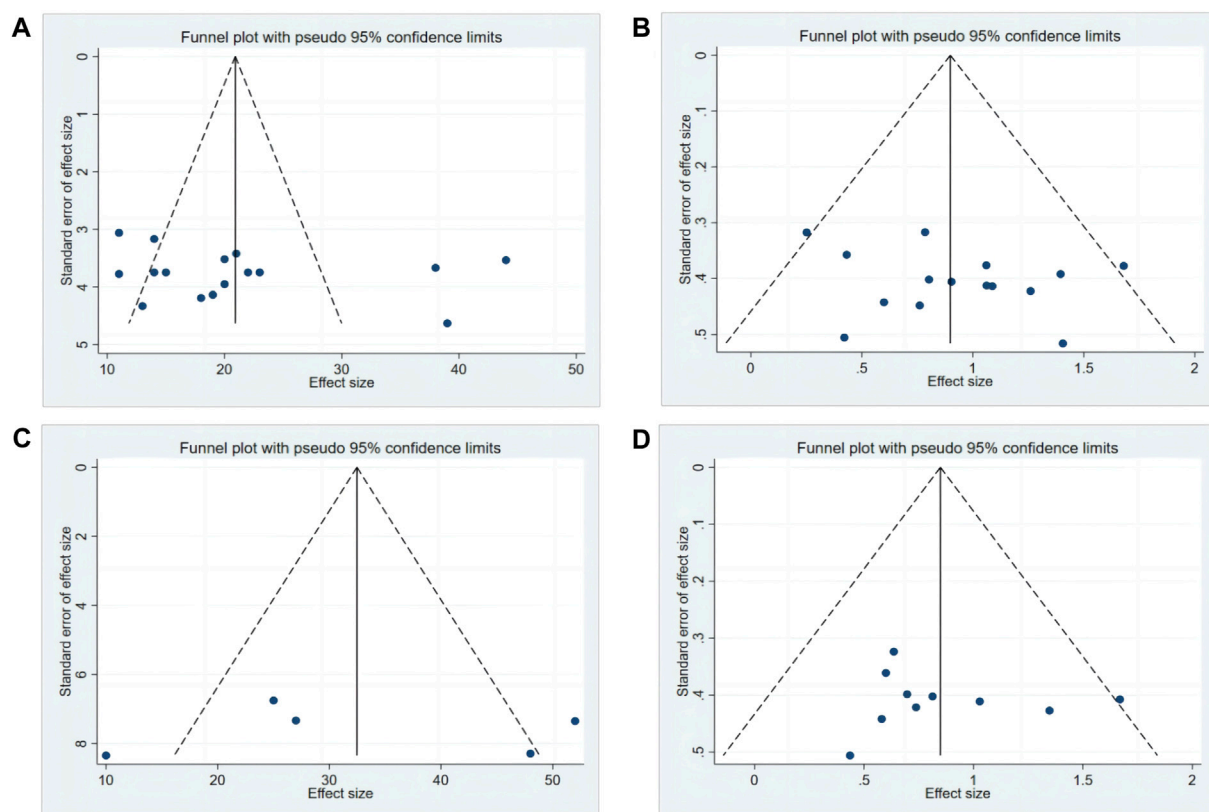 A
Funnel plot with pseudo 95% confidence limits
Standard error of effect size
0
1
2
3
4
5
10 20 30 40 50
Effect size
B
Funnel plot with pseudo 95% confidence limits
Standard error of effect size
0
.1
.2
.3
.4
.5
0 .5 1 1.5 2
Effect size
C
Funnel plot with pseudo 95% confidence limits
Standard error of effect size
0
2
4
6
8
10 20 30 40 50
Effect size
D
Funnel plot with pseudo 95% confidence limits
Standard error of effect size
0
.1
.2
.3
.4
.5
0 .5 1 1.5 2
Effect size